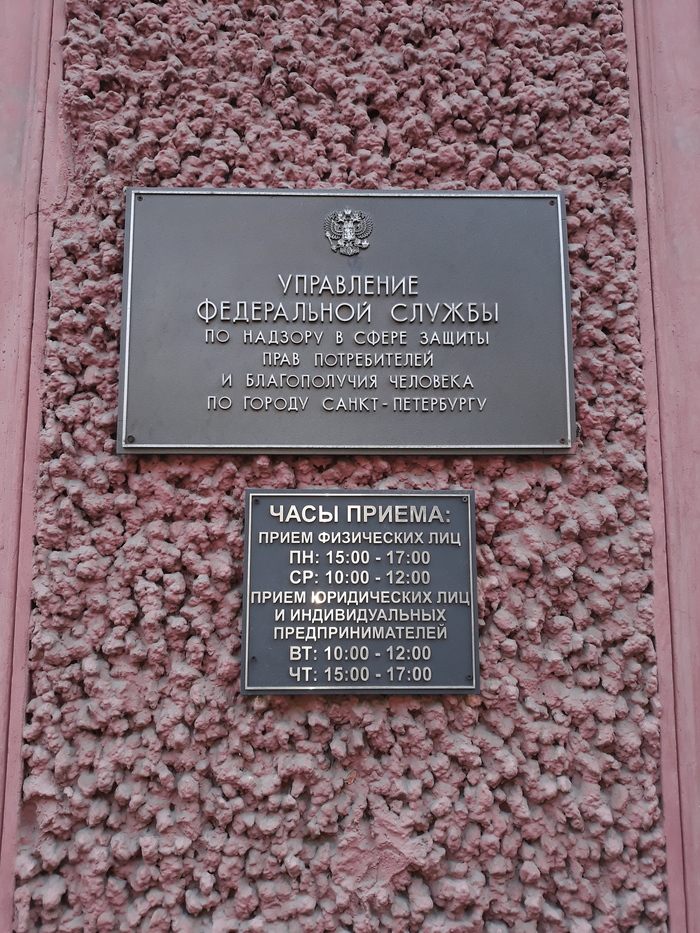 УПРАВЛЕНИЕ
ФЕДЕРАЛЬНОЙ СЛУЖБЫ
ПО НАДЗОРУ В СФЕРЕ ЗАЩИТЫ
ПРАВ ПОТРЕБИТЕЛЕЙ
И БЛАГОПОЛУЧИЯ ЧЕЛОВЕКА
ПО ГОРОДУ САНКТ-ПЕТЕРБУРГУ
ЧАСЫ ПРИЕМА:
ПРИЕМ ФИЗИЧЕСКИХ ЛИЦ
ПН: 15:00 - 17:00
СР: 10:00 - 12:00
ПРИЕМ ЮРИДИЧЕСКИХ ЛИЦ
И ИНДИВИДУАЛЬНЫХ
ПРЕДПРИНИМАТЕЛЕЙ
ВТ: 10:00 - 12:00
ЧТ: 15:00 - 17:00